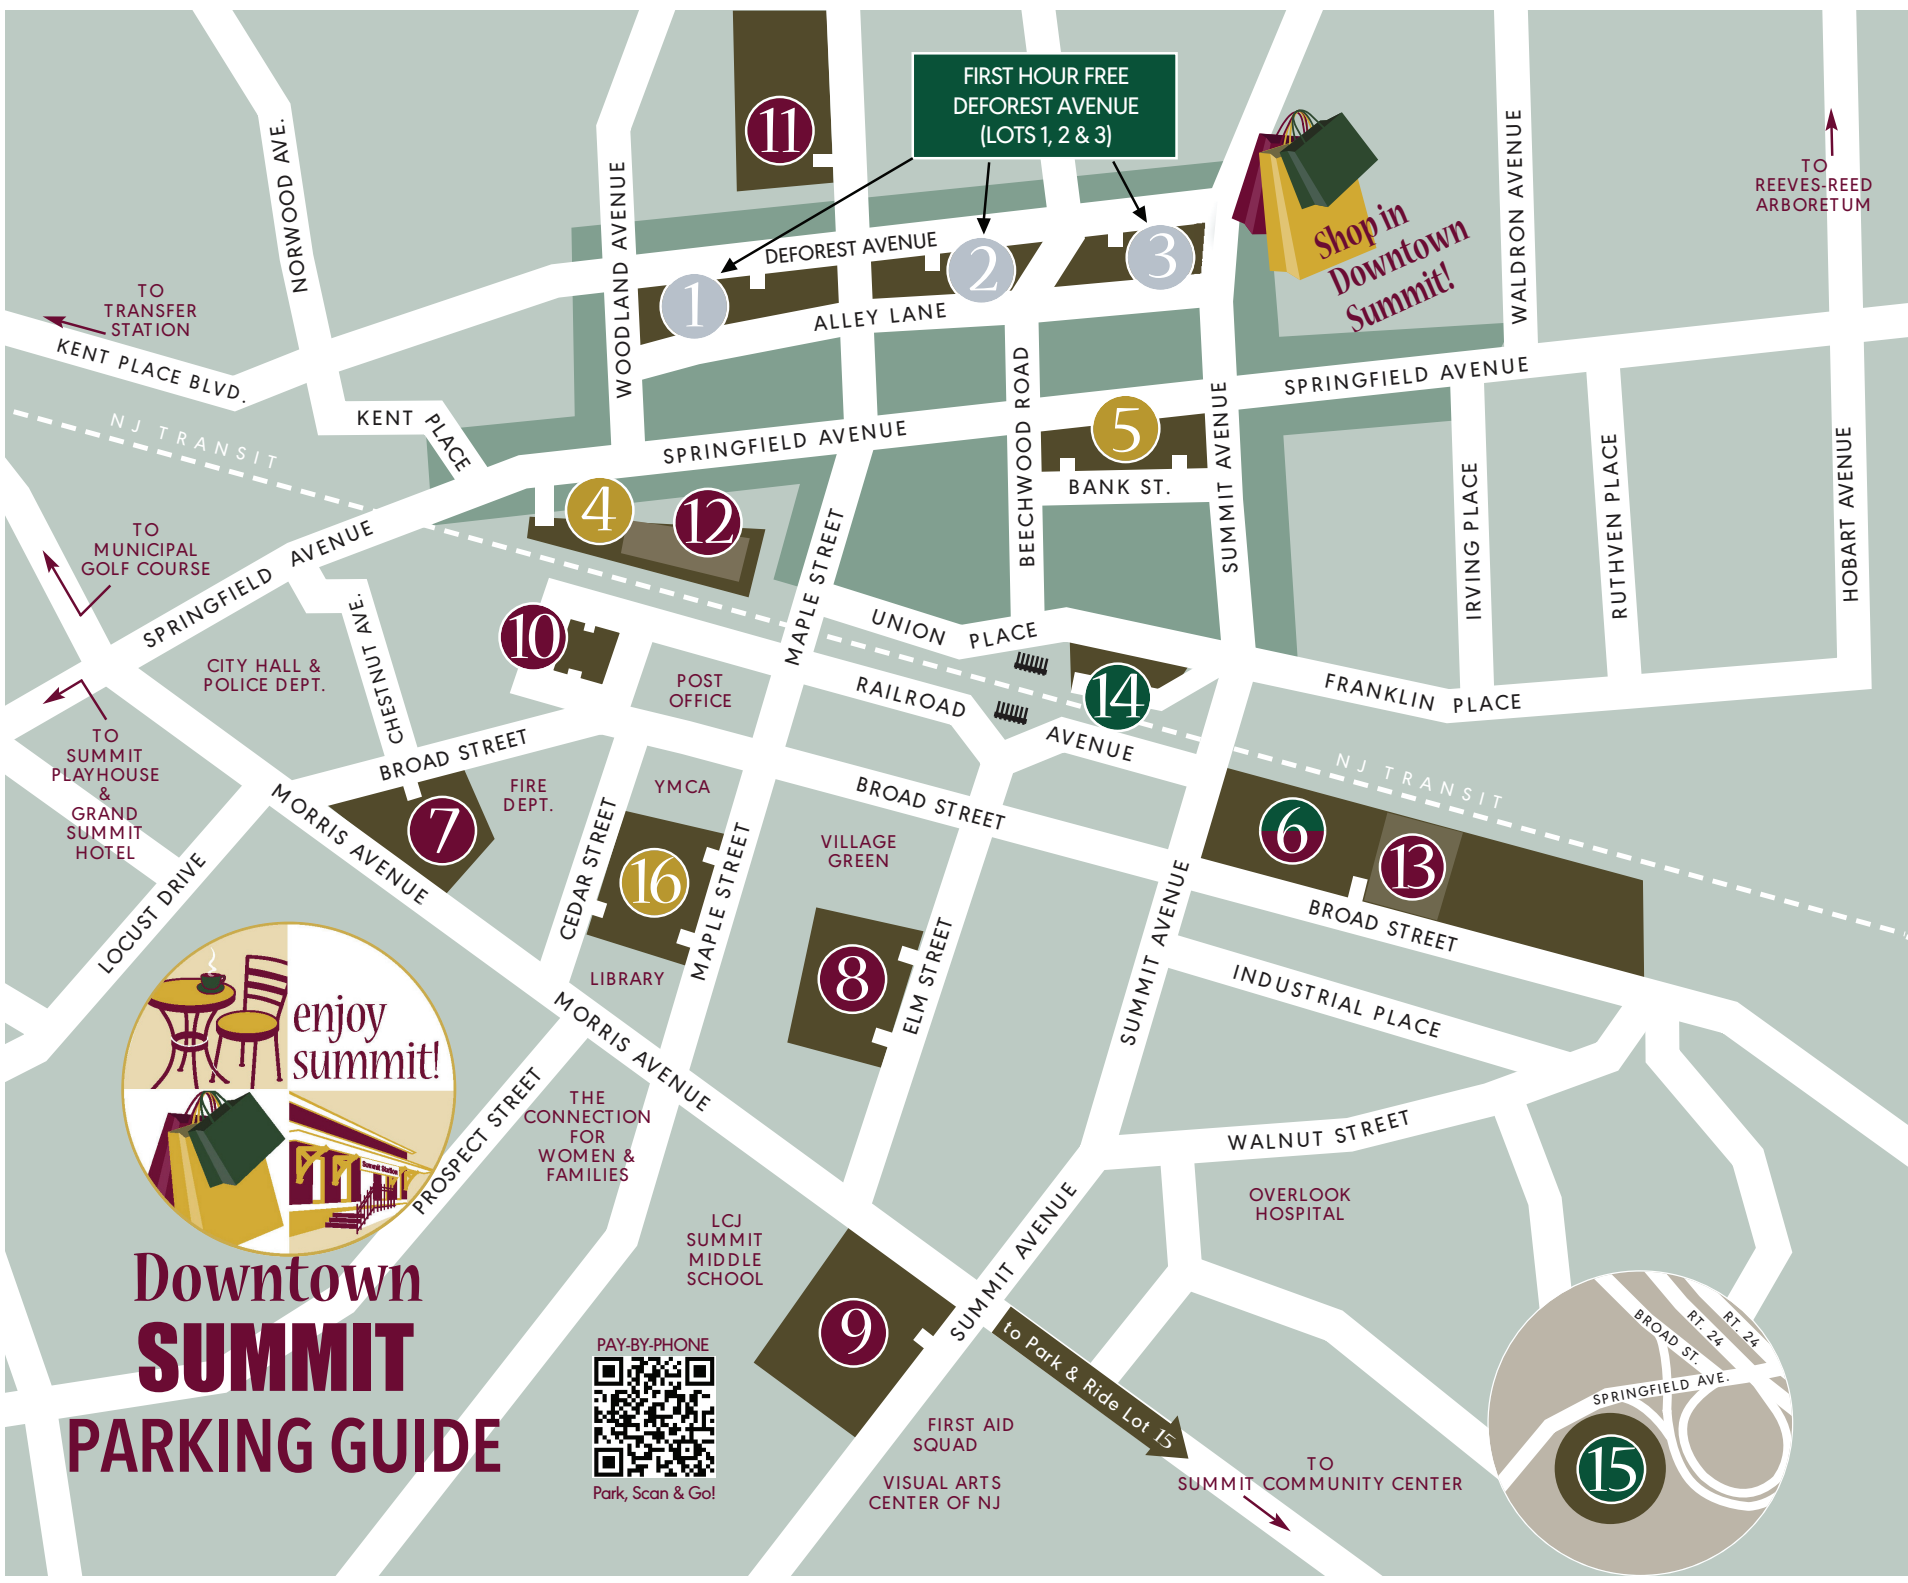 FIRST HOUR FREE
DEFOREST AVENUE
(LOTS 1, 2 & 3)
11
NORWOOD AVE.
WOODLAND AVENUE
WALDRON AVENUE
TO
REEVES-REED
ARBORETUM
Shop in
Downtown
Summit!
DEFOREST AVENUE
1
2
3
ALLEY LANE
TO
TRANSFER
STATION
KENT PLACE BLVD.
NJ TRANSIT
KENT PLACE
SPRINGFIELD AVENUE
SPRINGFIELD AVENUE
BEECHWOOD ROAD
5
BANK ST.
SUMMIT AVENUE
SUMMIT AVENUE
IRVING PLACE
RUTHVEN PLACE
HOBART AVENUE
4
12
MAPLE STREET
TO
MUNICIPAL
GOLF COURSE
SPRINGFIELD AVENUE
CHESTNUT AVE.
10
UNION PLACE
CITY HALL &
POLICE DEPT.
POST
OFFICE
RAILROAD AVENUE
14
FRANKLIN PLACE
NJ TRANSIT
TO
SUMMIT
PLAYHOUSE
&
GRAND
SUMMIT
HOTEL
BROAD STREET
FIRE
DEPT.
YMCA
BROAD STREET
MORRIS AVENUE
7
CEDAR STREET
16
MAPLE STREET
VILLAGE
GREEN
6
13
BROAD STREET
LOCUST DRIVE
LIBRARY
8
ELM STREET
SUMMIT AVENUE
INDUSTRIAL PLACE
MORRIS AVENUE
enjoy
summit!
Summit Station
PROSPECT STREET
THE
CONNECTION
FOR
WOMEN &
FAMILIES
WALNUT STREET
OVERLOOK
HOSPITAL
LCJ
SUMMIT
MIDDLE
SCHOOL
9
SUMMIT AVENUE
to Park & Ride Lot 15
Downtown
SUMMIT
PARKING GUIDE
PAY-BY-PHONE
Park, Scan & Go!
FIRST AID
SQUAD
VISUAL ARTS
CENTER OF NJ
TO
SUMMIT COMMUNITY CENTER
BROAD ST.
RT. 24
RT. 24
SPRINGFIELD AVE.
15